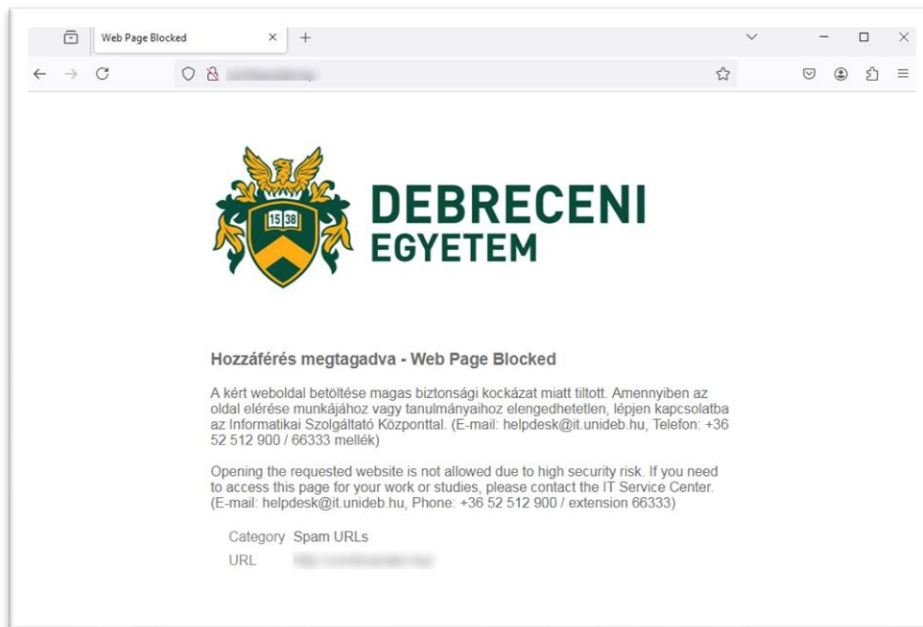 Web Page Blocked
15 38
DEBRECENI
EGYETEM
Hozzáférés megtagadva - Web Page Blocked
A kért weboldal betöltése magas biztonsági kockázat miatt tiltott. Amennyiben az
oldal elérése munkájához vagy tanulmányaihoz elengedhetetlen, lépjen kapcsolatba
az Informatikai Szolgáltató Központtal. (E-mail: helpdesk@it.unideb.hu, Telefon: +36
52 512 900 / 66333 mellék)
Opening the requested website is not allowed due to high security risk. If you need
to access this page for your work or studies, please contact the IT Service Center.
(E-mail: helpdesk@it.unideb.hu, Phone: +36 52 512 900 / extension 66333)
Category Spam URLs
URL